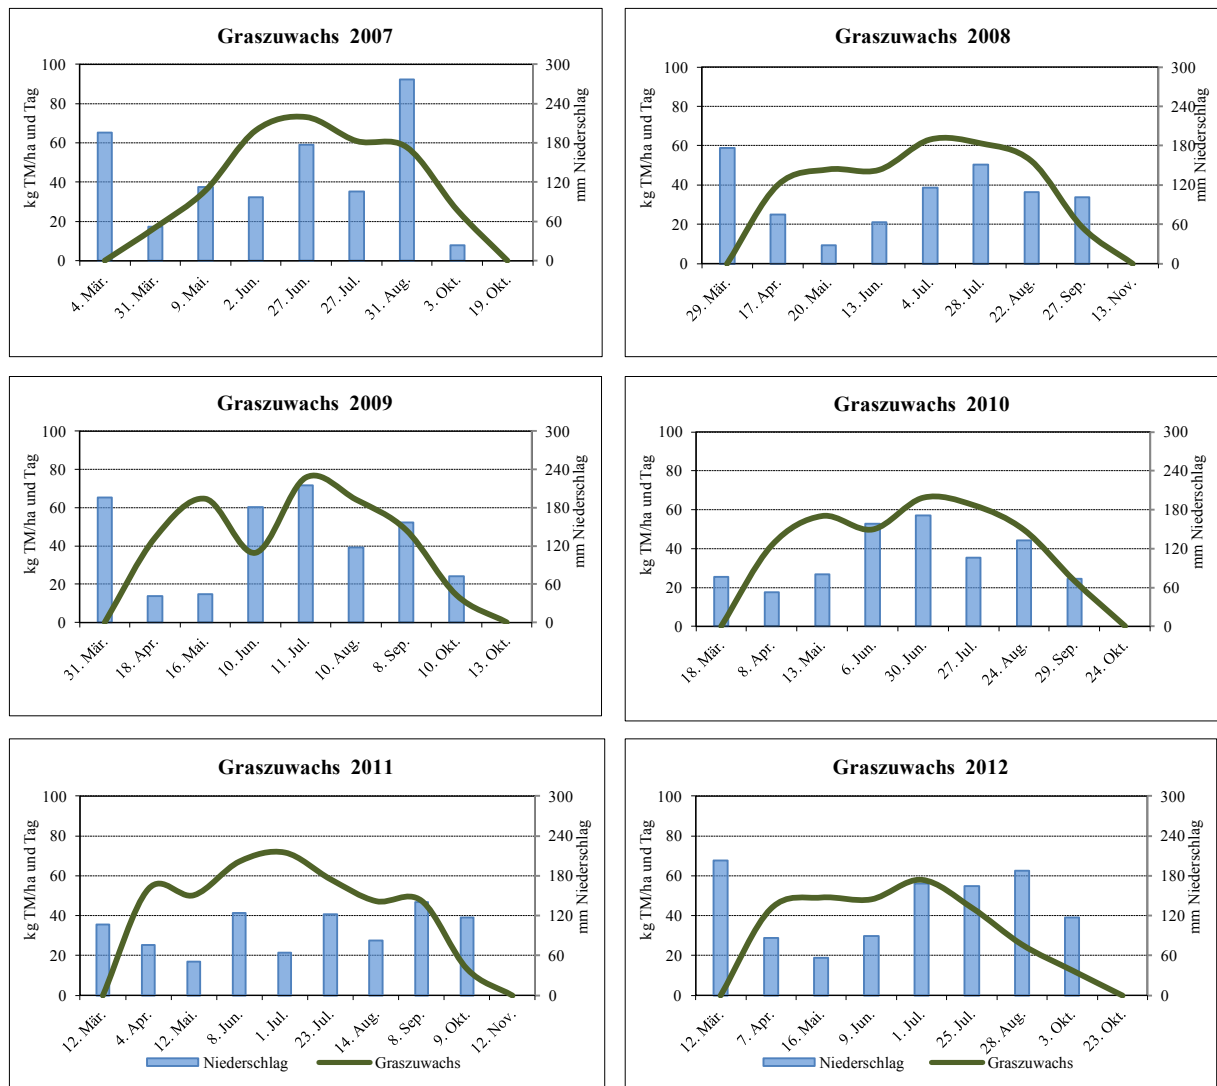 Graszuwachs 2007
kg TM/ha und Tag
100
80
60
40
20
0
300
240
180
120
60
0
mm Niederschlag
4. Mär.
31. Mär.
9. Mai.
2. Jun.
27. Jun.
27. Jul.
31. Aug.
3. Okt.
19. Okt.
Graszuwachs 2008
kg TM/ha und Tag
100
80
60
40
20
0
300
240
180
120
60
0
mm Niederschlag
29. Mär.
17. Apr.
20. Mai.
13. Jun.
4. Jul.
28. Jul.
22. Aug.
27. Sep.
13. Nov.
Graszuwachs 2009
kg TM/ha und Tag
100
80
60
40
20
0
300
240
180
120
60
0
mm Niederschlag
31. Mär.
18. Apr.
16. Mai.
10. Jun.
11. Jul.
10. Aug.
8. Sep.
10. Okt.
13. Okt.
Graszuwachs 2010
kg TM/ha und Tag
100
80
60
40
20
0
300
240
180
120
60
0
mm Niederschlag
18. Mär.
8. Apr.
13. Mai.
6. Jun.
30. Jun.
27. Jul.
24. Aug.
29. Sep.
24. Okt.
Graszuwachs 2011
kg TM/ha und Tag
100
80
60
40
20
0
300
240
180
120
60
0
mm Niederschlag
12. Mär.
4. Apr.
12. Mai.
8. Jun.
1. Jul.
23. Jul.
14. Aug.
8. Sep.
9. Okt.
12. Nov.
Niederschlag
Graszuwachs
Graszuwachs 2012
kg TM/ha und Tag
100
80
60
40
20
0
300
240
180
120
60
0
mm Niederschlag
12. Mär.
7. Apr.
16. Mai.
9. Jun.
1. Jul.
25. Jul.
28. Aug.
3. Okt.
23. Okt.
Niederschlag
Graszuwachs